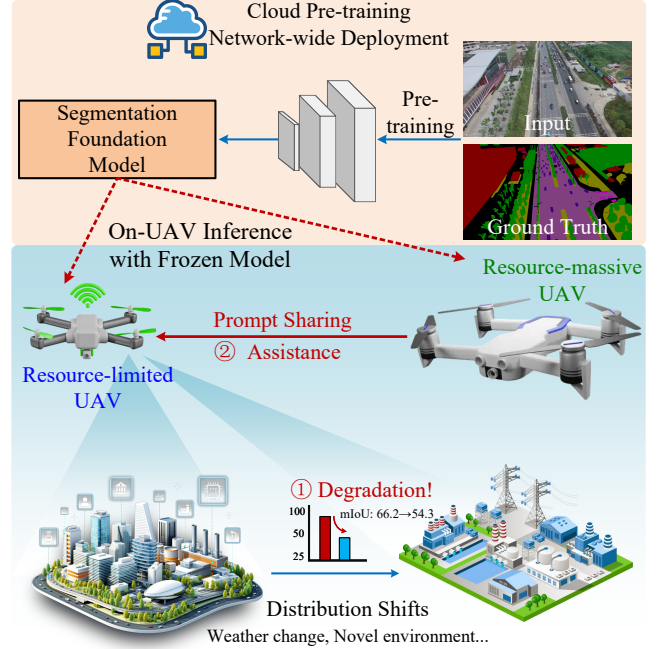 Cloud Pre-training
Network-wide Deployment
Segmentation
Foundation
Model
Pre-
training
Input
Ground Truth
On-UAV Inference
with Frozen Model
Resource-massive
UAV
Prompt Sharing
② Assistance
Resource-limited
UAV
① Degradation!
mIoU: 66.2→54.3
100
50
25
Distribution Shifts
Weather change, Novel environment...